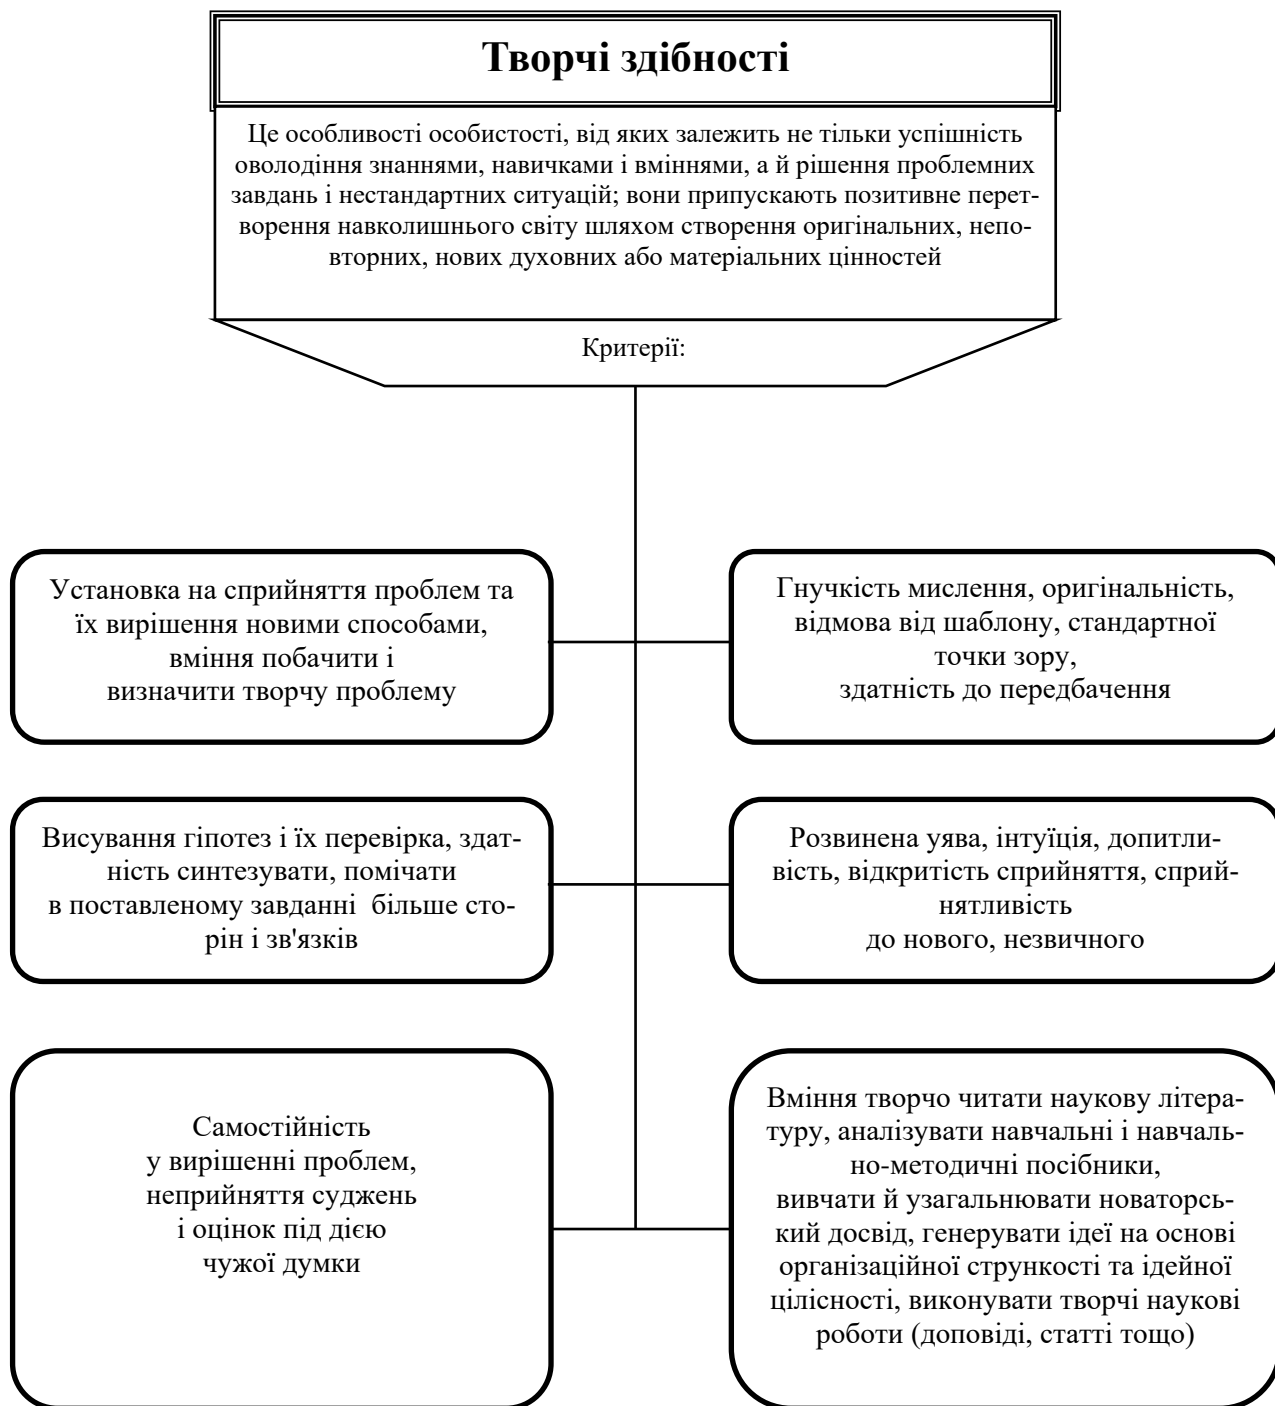 Творчі здібності
Це особливості особистості, від яких залежить не тільки успішність
оволодіння знаннями, навичками і вміннями, а й рішення проблемних
завдань і нестандартних ситуацій; вони припускають позитивне перет-
ворення навколишнього світу шляхом створення оригінальних, непо-
вторних, нових духовних або матеріальних цінностей
Критерії:
Установка на сприйняття проблем та
їх вирішення новими способами,
вміння побачити і
визначити творчу проблему
Гнучкість мислення, оригінальність,
відмова від шаблону, стандартної
точки зору,
здатність до передбачення
Висування гіпотез і їх перевірка, здат-
ність синтезувати, помічати
в поставленому завданні  більше сто-
рін і зв'язків
Розвинена уява, інтуїція, допитли-
вість, відкритість сприйняття, сприй-
нятливість
до нового, незвичного
Самостійність
у вирішенні проблем,
неприйняття суджень
і оцінок під дією
чужої думки
Вміння творчо читати наукову літера-
туру, аналізувати навчальні і навчаль-
но-методичні посібники,
вивчати й узагальнювати новаторсь-
кий досвід, генерувати ідеї на основі
організаційної стрункості та ідейної
цілісності, виконувати творчі наукові
роботи (доповіді, статті тощо)